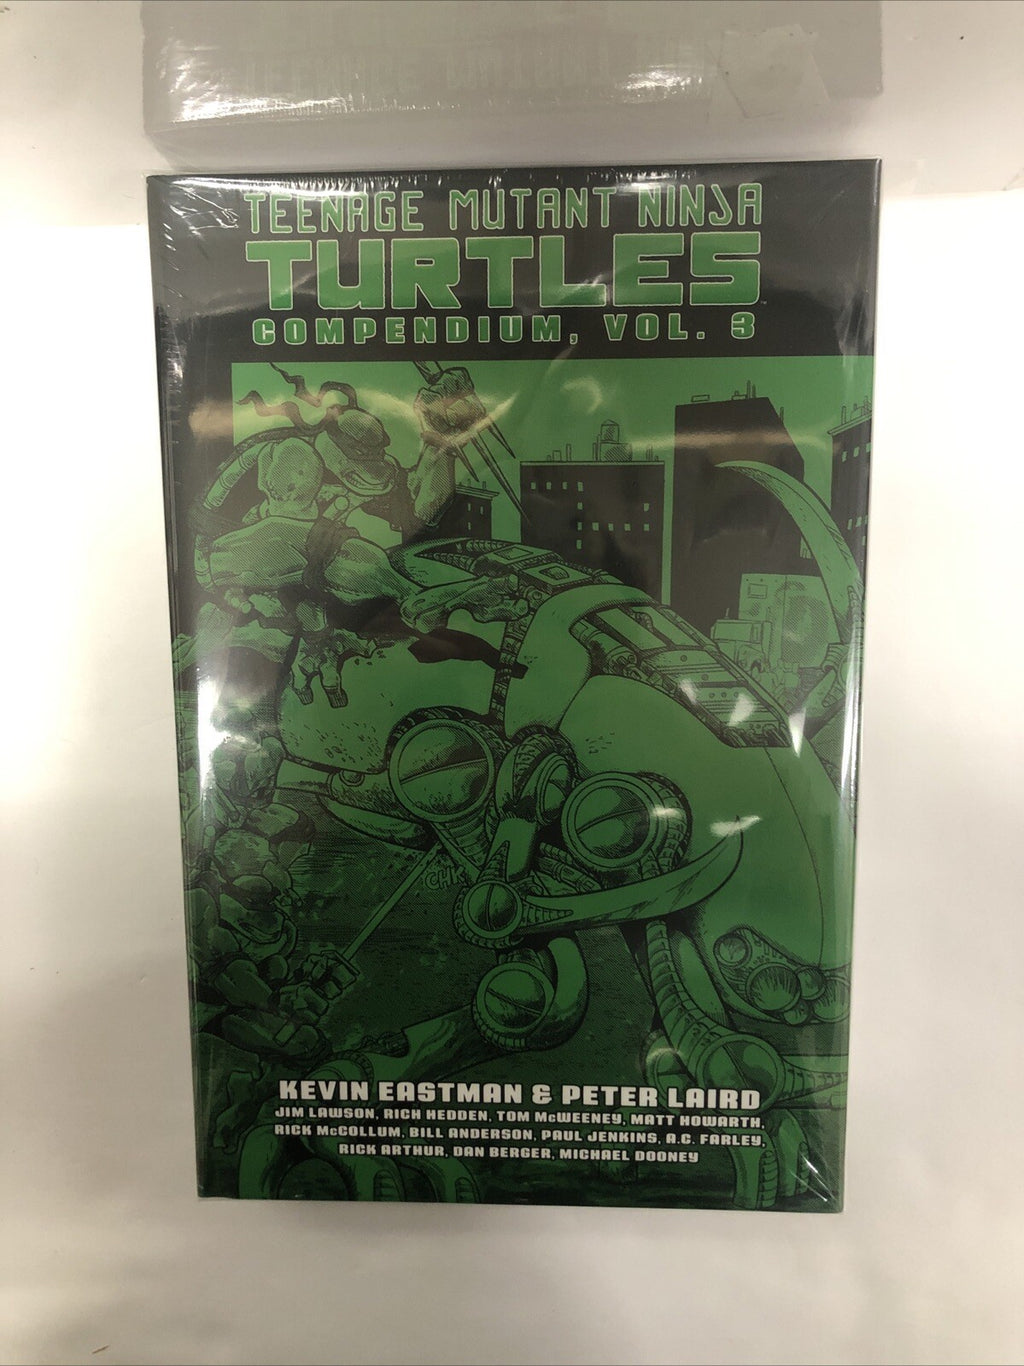 TEENAGE MUTANT NINJA
TURTLES™
COMPENDIUM, VOL. 3
CHK
KEVIN EASTMAN & PETER LAIRD
JIM LAWSON, RICH HEDDEN, TOM McWEENEY, MATT HOWARTH,
RICK McCOLLUM, BILL ANDERSON, PAUL JENKINS, A.C. FARLEY,
RICK ARTHUR, DAN BERGER, MICHAEL DOONEY